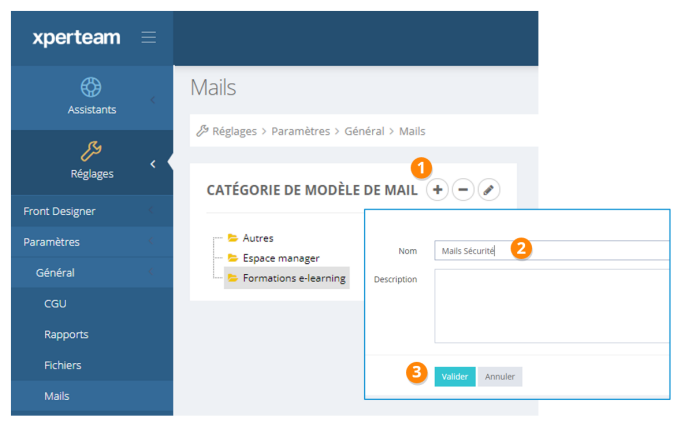 xperteam
Assistants
Réglages
Front Designer
Paramètres
Général
CGU
Rapports
Fichiers
Mails
Mails
Réglages > Paramètres > Général > Mails
1
CATÉGORIE DE MODÈLE DE MAIL
Autres
Espace manager
Formations e-learning
Nom
Mails Sécurité
2
Description
3
Valider
Annuler